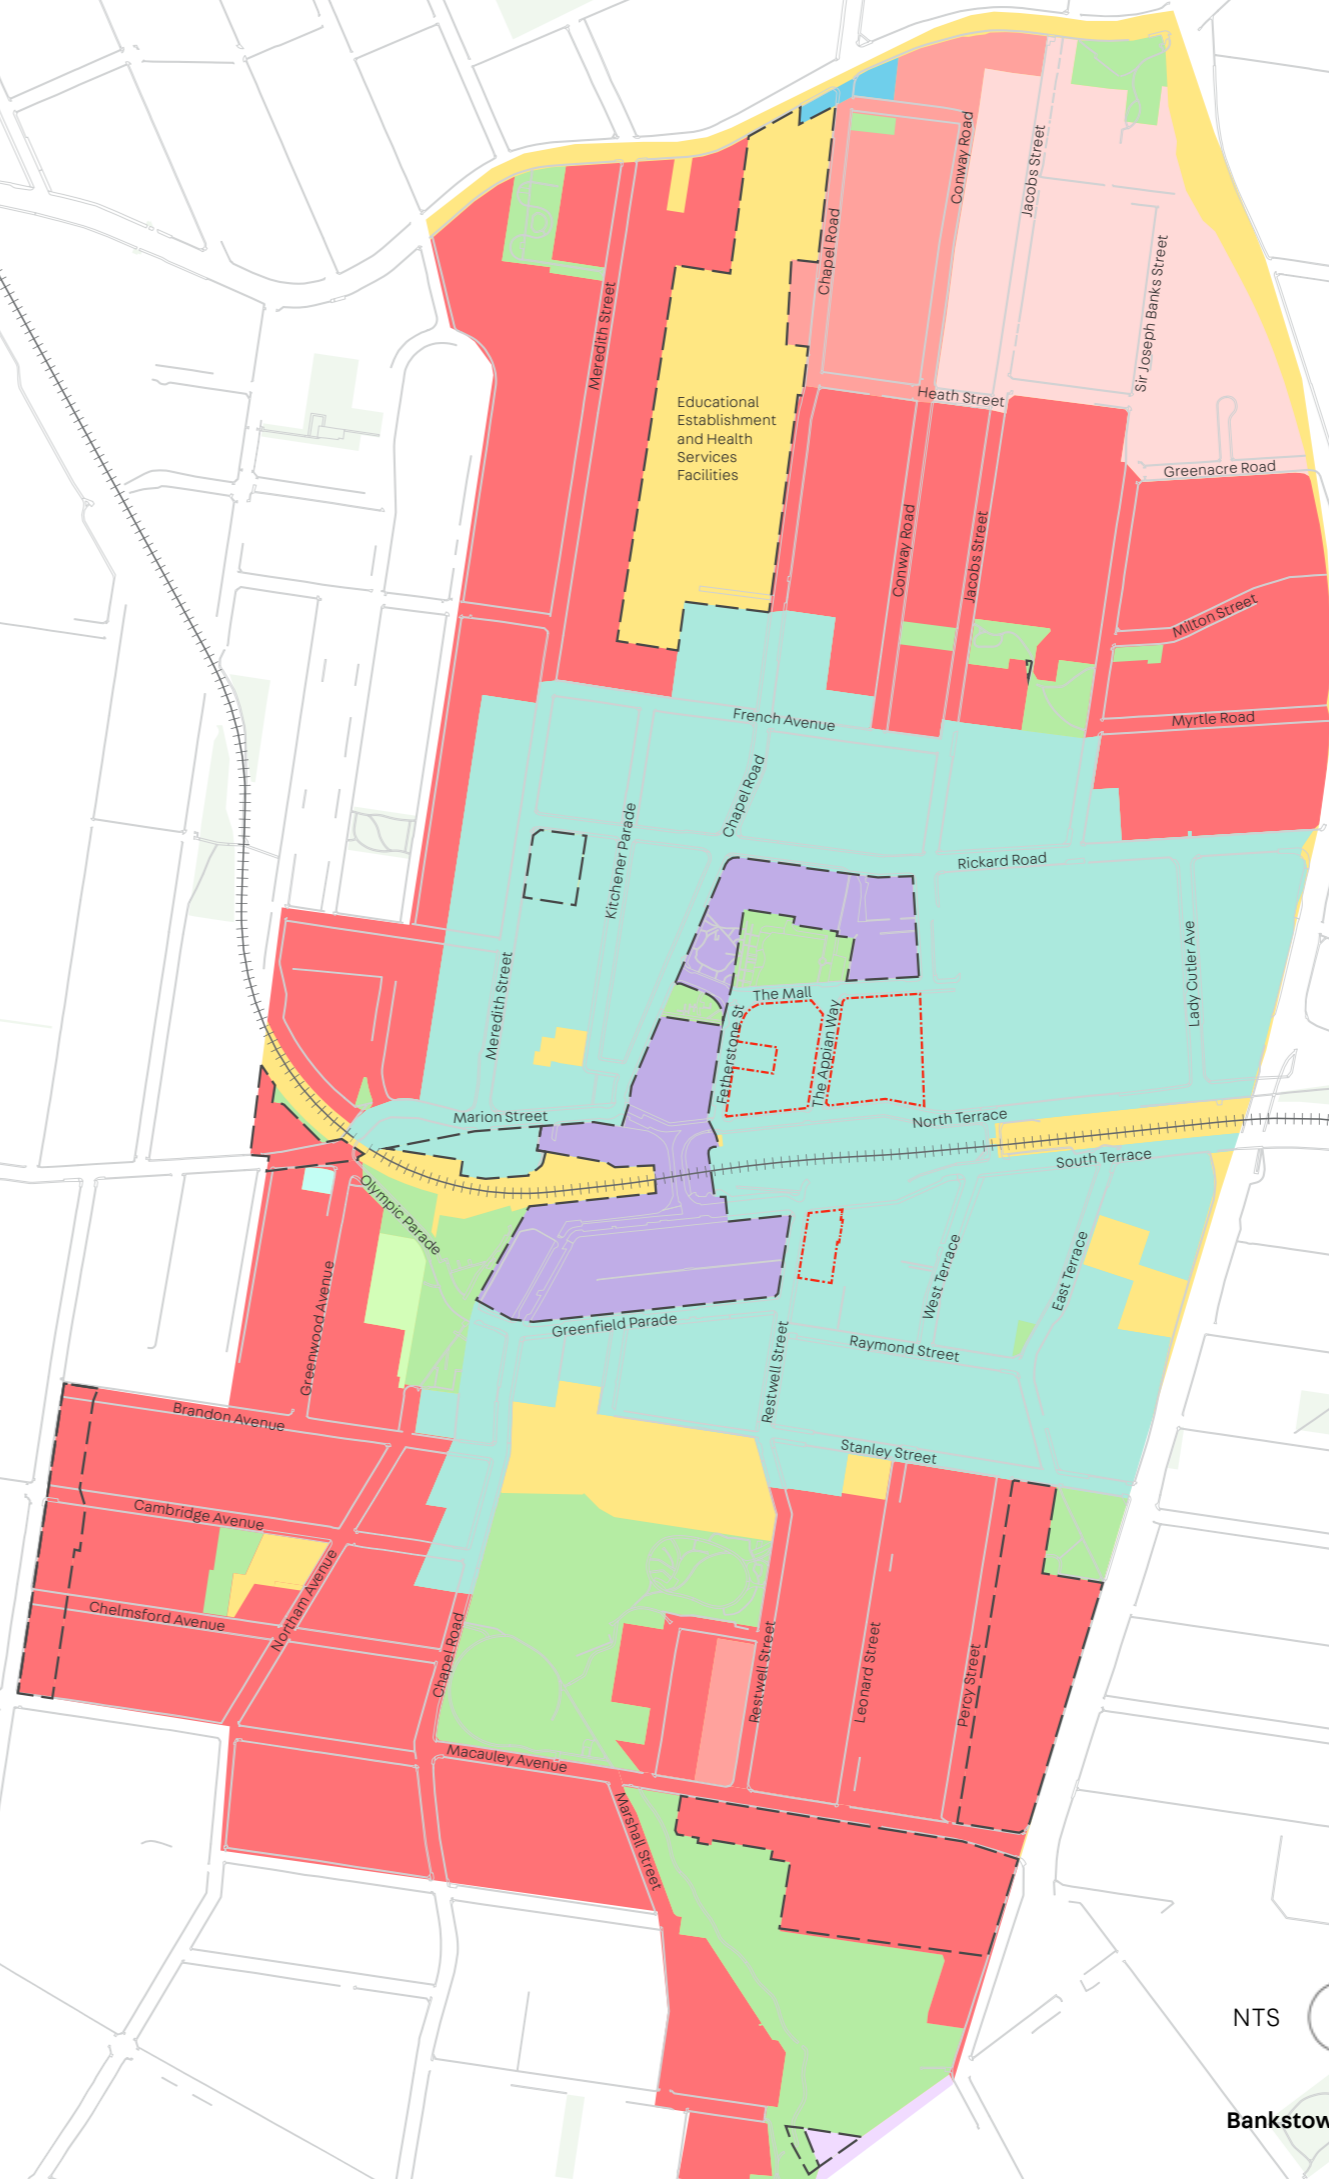 Conway Road
Jacobs Street
Chapel Road
Sir Joseph Banks Street
Meredith Street
Educational
Establishment
and Health
Services
Facilities
Heath Street
Greenacre Road
Conway Road
Jacobs Street
Milton Street
French Avenue
Myrtle Road
Chapel Road
Kitchener Parade
Rickard Road
Meredith Street
Lady Cutler Ave
The Mall
Fetherstone St
The Appian Way
Marion Street
North Terrace
South Terrace
Olympic Parade
West Terrace
East Terrace
Greenwood Avenue
Greenfield Parade
Restwell Street
Raymond Street
Brandon Avenue
Stanley Street
Cambridge Avenue
Northam Avenue
Chelmsford Avenue
Chapel Road
Restwell Street
Leonard Street
Percy Street
Macauley Avenue
Marshall Street
NTS
Bankstow